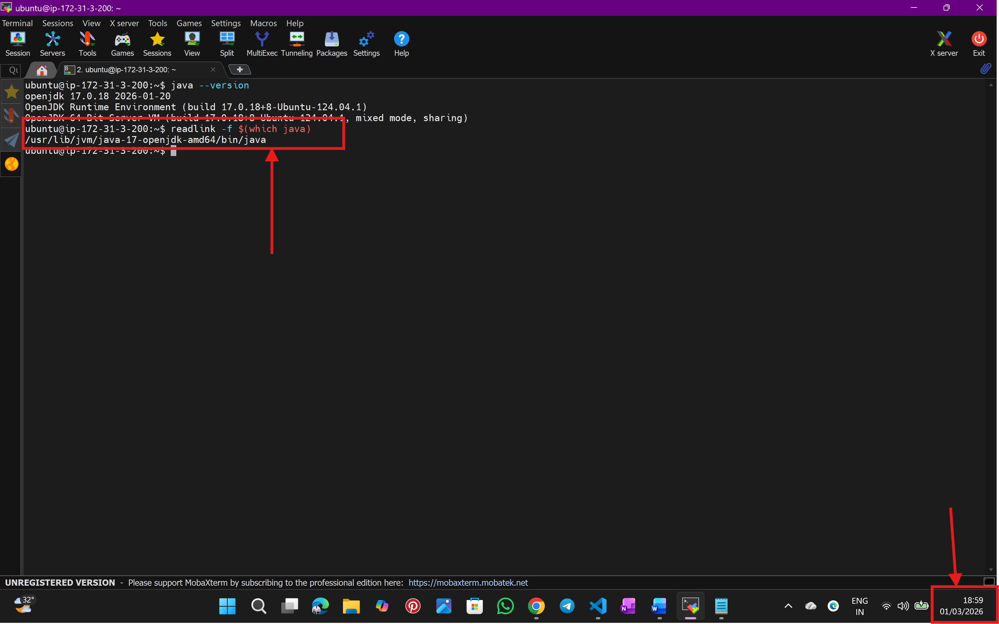 ubuntu@ip-172-31-3-200: ~
Terminal Sessions View X server Tools Games Settings Macros Help
Session Servers Tools Games Sessions View Split MultiExec Tunneling Packages Settings Help X server Exit
Qu 2. ubuntu@ip-172-31-3-200: ~
ubuntu@ip-172-31-3-200:~$ java --version
openjdk 17.0.18 2026-01-20
OpenJDK Runtime Environment (build 17.0.18+8-Ubuntu-124.04.1)
OpenJDK 64-Bit Server VM (build 17.0.18+8-Ubuntu-124.04.1, mixed mode, sharing)
ubuntu@ip-172-31-3-200:~$ readlink -f $(which java)
/usr/lib/jvm/java-17-openjdk-amd64/bin/java
ubuntu@ip-172-31-3-200:~$
UNREGISTERED VERSION - Please support MobaXterm by subscribing to the professional edition here: https://mobaxterm.mobatek.net
32° ENG 18:59
IN 01/03/2026